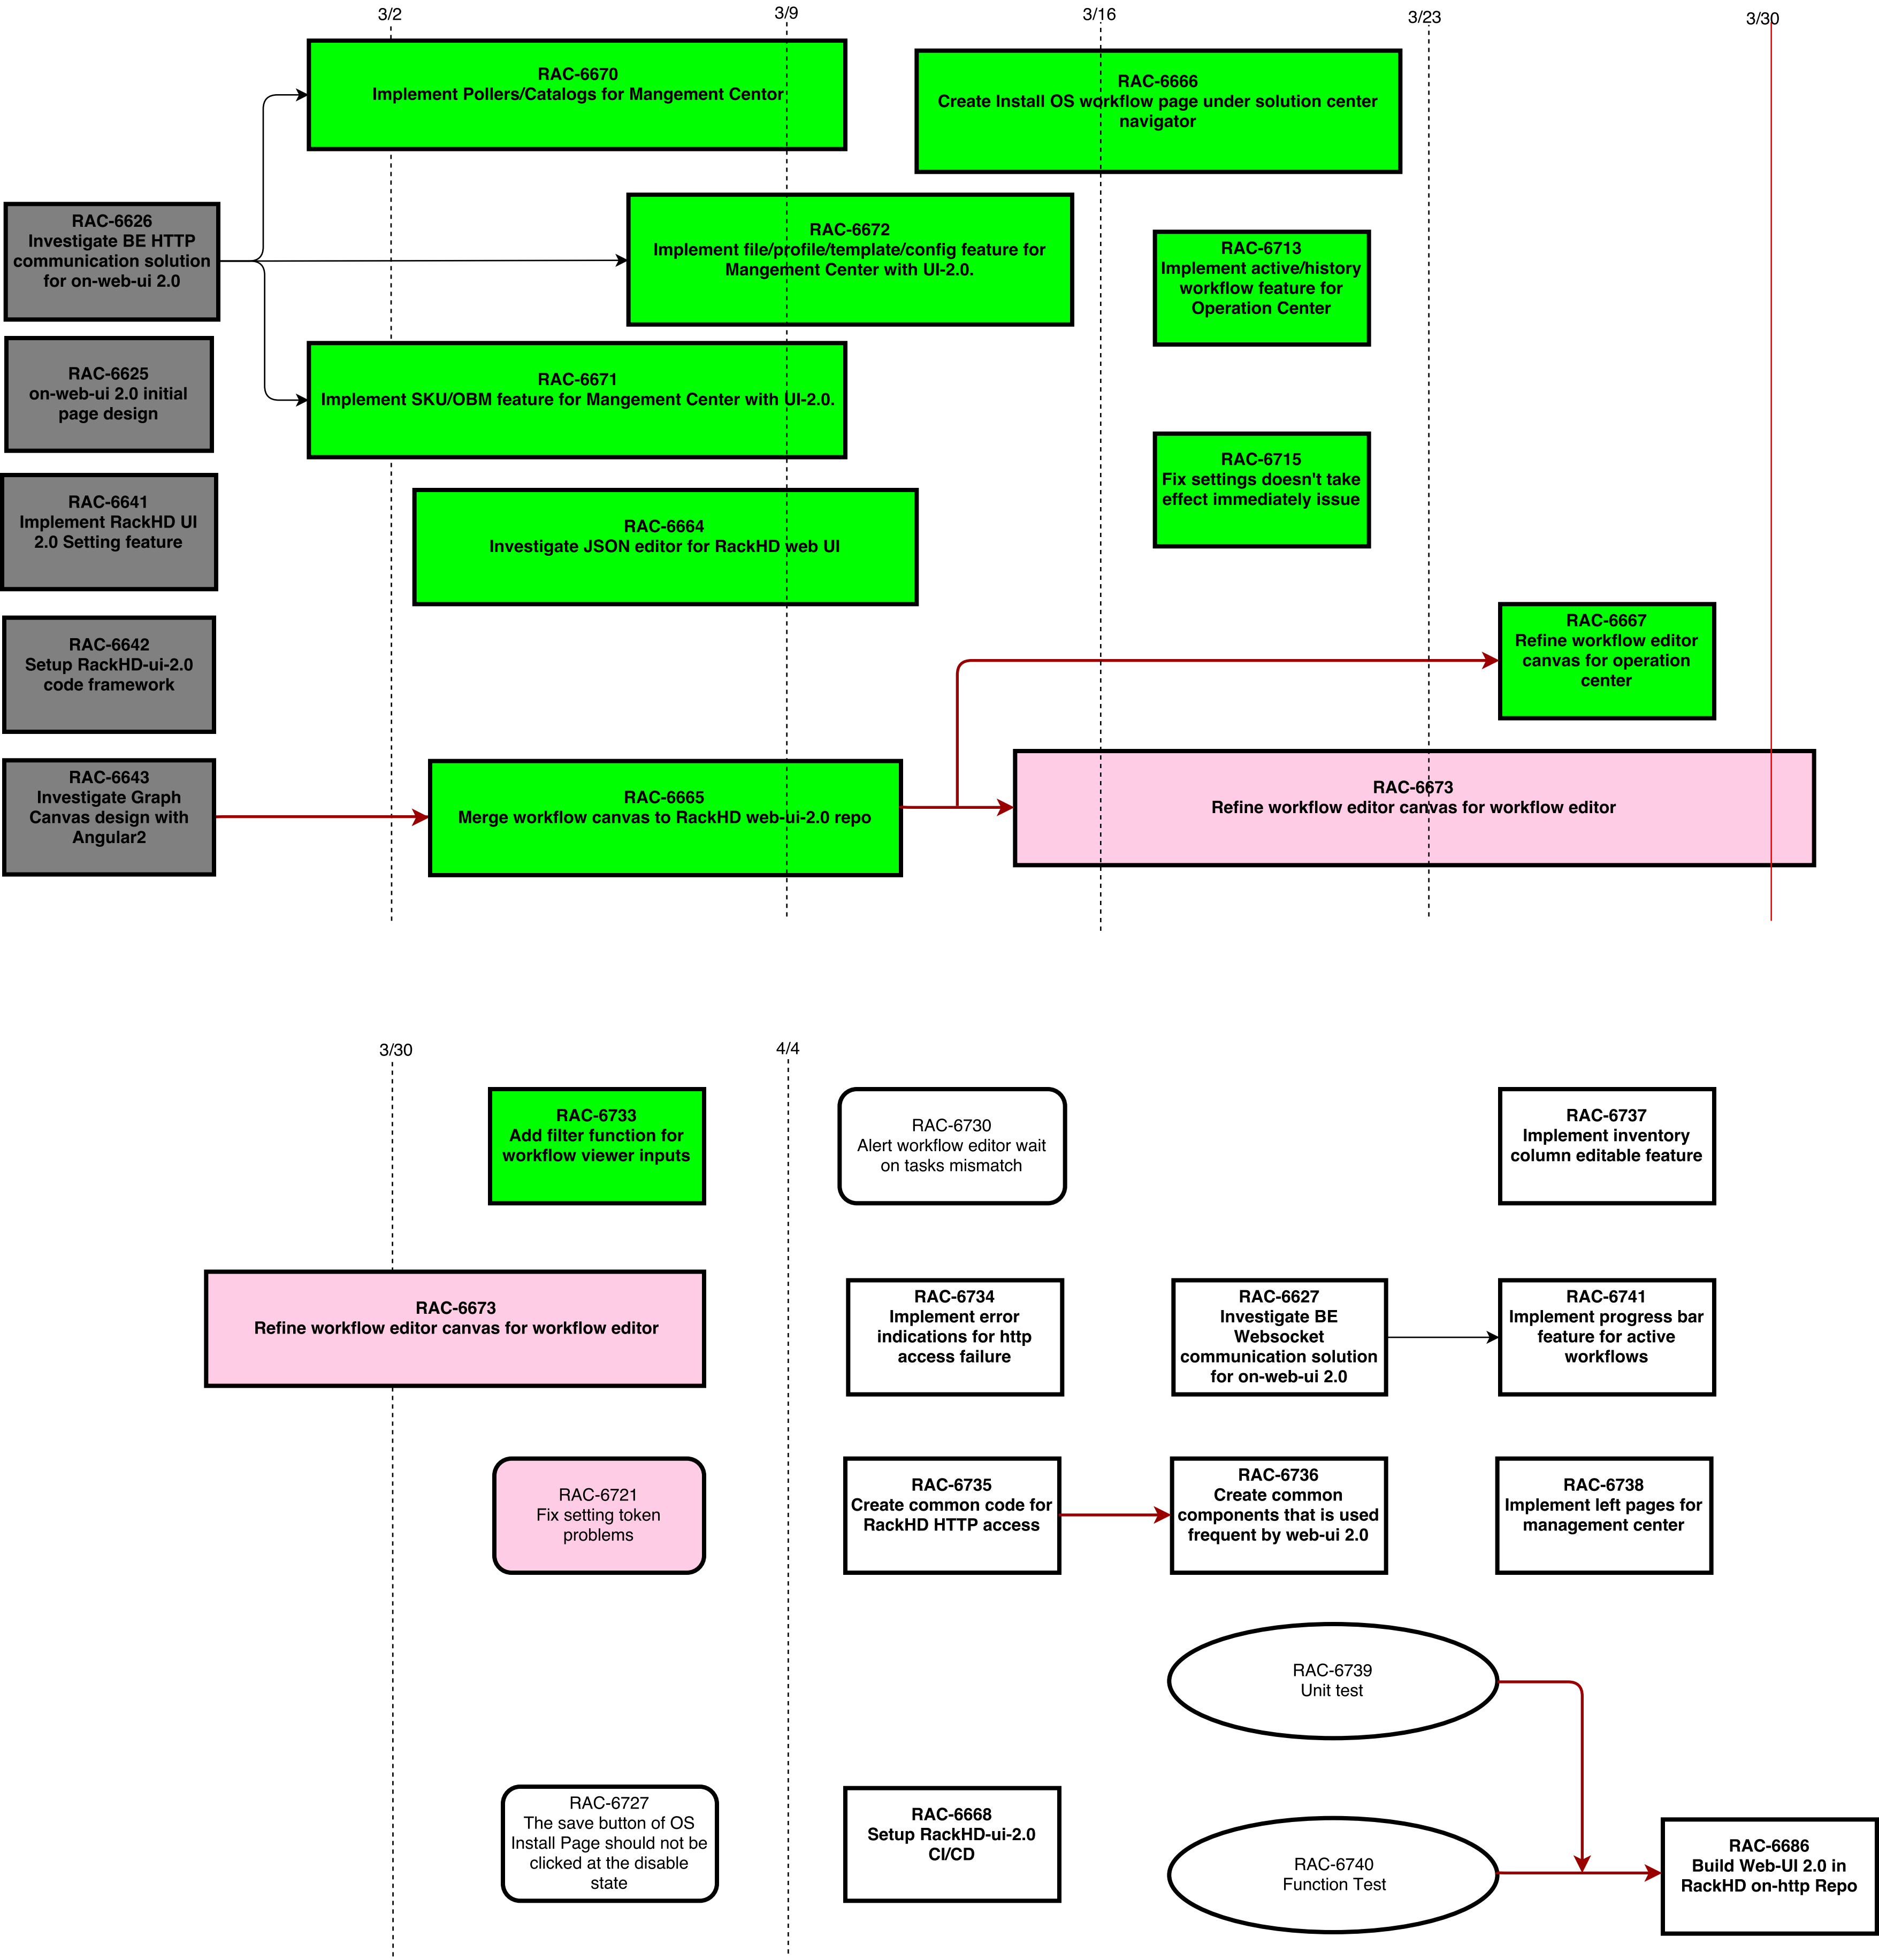 3/2
3/9
3/16
3/23
3/30
RAC-6670
Implement Pollers/Catalogs for Mangement Centor
RAC-6666
Create Install OS workflow page under solution center
navigator
RAC-6626
Investigate BE HTTP
communication solution
for on-web-ui 2.0
RAC-6672
Implement file/profile/template/config feature for
Mangement Center with UI-2.0.
RAC-6713
Implement active/history
workflow feature for
Operation Center
RAC-6625
on-web-ui 2.0 initial
page design
RAC-6671
Implement SKU/OBM feature for Mangement Center with UI-2.0.
RAC-6715
Fix settings doesn't take
effect immediately issue
RAC-6641
Implement RackHD UI
2.0 Setting feature
RAC-6664
Investigate JSON editor for RackHD web UI
RAC-6642
Setup RackHD-ui-2.0
code framework
RAC-6667
Refine workflow editor
canvas for operation
center
RAC-6643
Investigate Graph
Canvas design with
Angular2
RAC-6665
Merge workflow canvas to RackHD web-ui-2.0 repo
RAC-6673
Refine workflow editor canvas for workflow editor
3/30
4/4
RAC-6733
Add filter function for
workflow viewer inputs
RAC-6730
Alert workflow editor wait
on tasks mismatch
RAC-6737
Implement inventory
column editable feature
RAC-6673
Refine workflow editor canvas for workflow editor
RAC-6734
Implement error
indications for http
access failure
RAC-6627
Investigate BE
Websocket
communication solution
for on-web-ui 2.0
RAC-6741
Implement progress bar
feature for active
workflows
RAC-6721
Fix setting token
problems
RAC-6735
Create common code for
RackHD HTTP access
RAC-6736
Create common
components that is used
frequent by web-ui 2.0
RAC-6738
Implement left pages for
management center
RAC-6739
Unit test
RAC-6727
The save button of OS
Install Page should not be
clicked at the disable
state
RAC-6668
Setup RackHD-ui-2.0
CI/CD
RAC-6740
Function Test
RAC-6686
Build Web-UI 2.0 in
RackHD on-http Repo